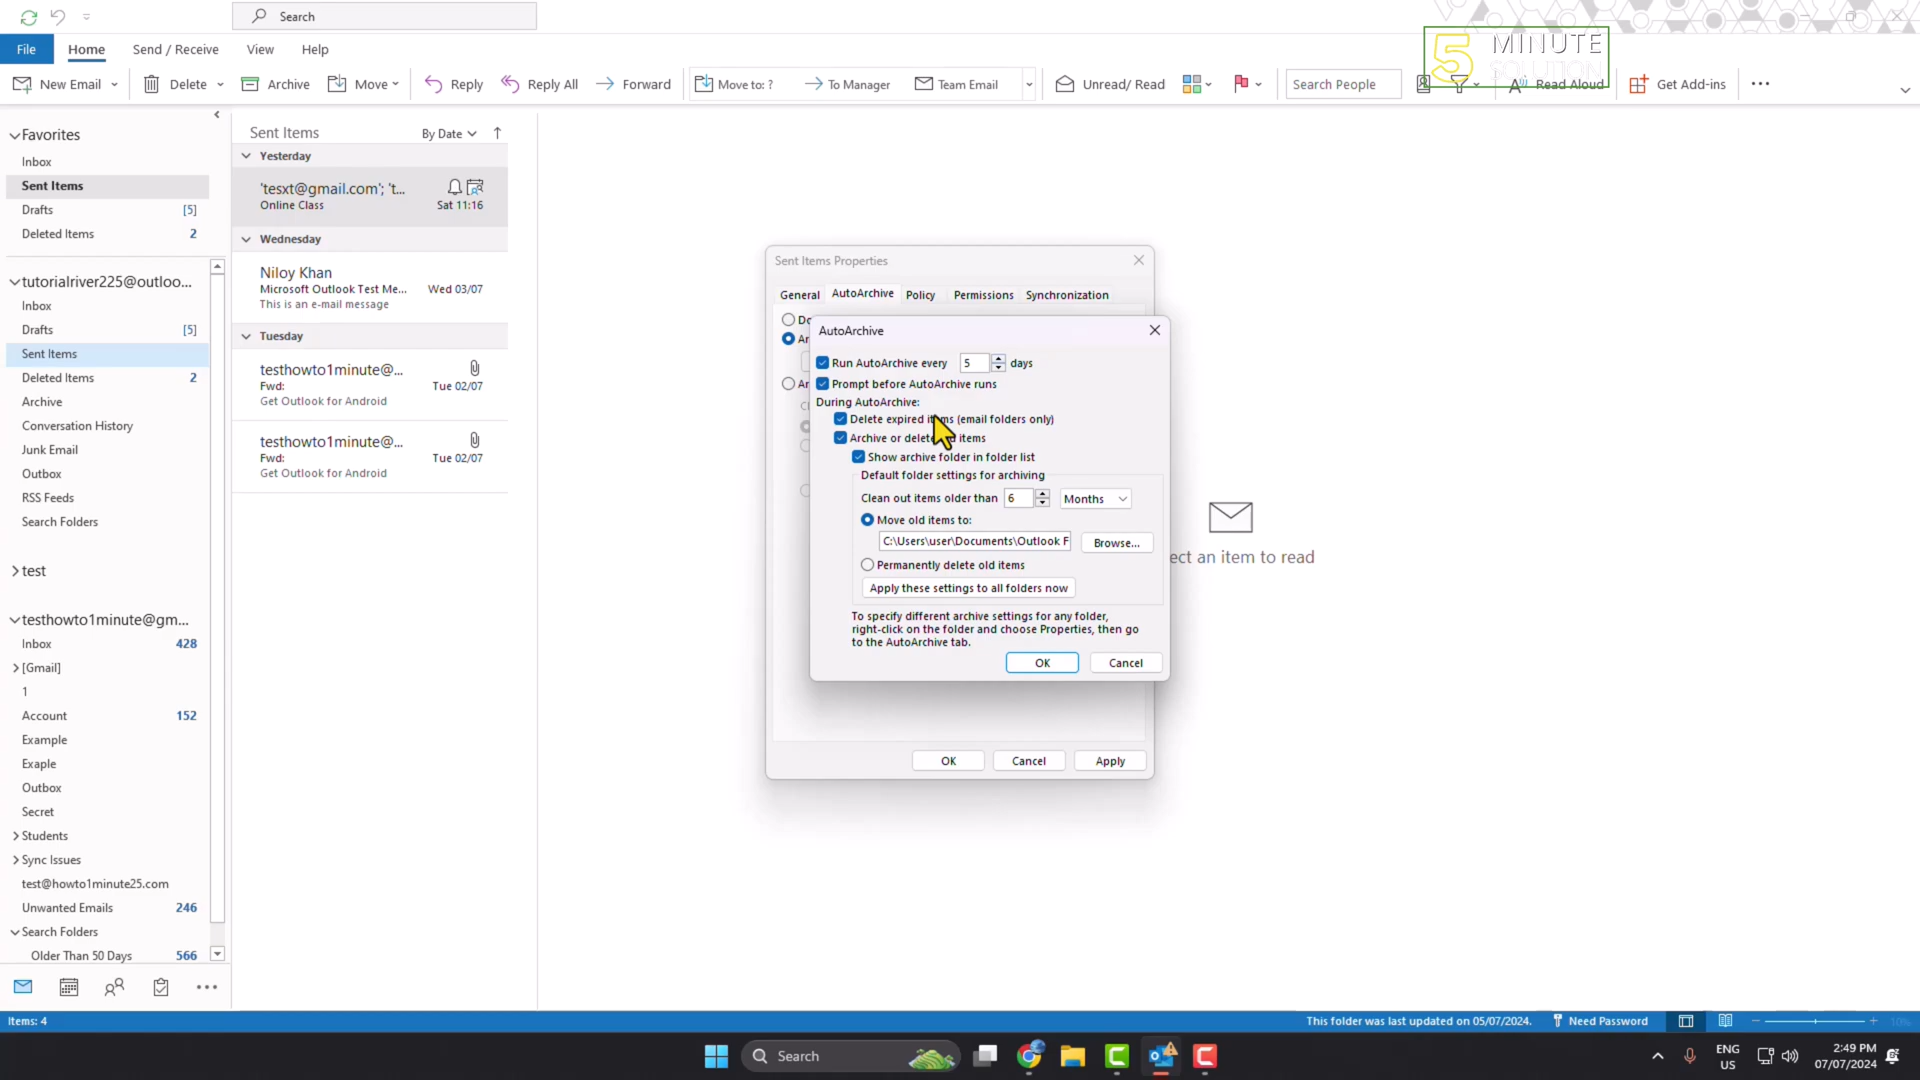 Search
5 MINUTE
SOLUTION
File
Home
Send / Receive
View
Help
New Email
Delete
Archive
Move
Reply
Reply All
Forward
Move to: ?
To Manager
Team Email
Unread/ Read
Search People
Read Aloud
Get Add-ins
Favorites
Inbox
Sent Items
Drafts [5]
Deleted Items 2
tutorialriver225@outloo...
Inbox
Drafts [5]
Sent Items
Deleted Items 2
Archive
Conversation History
Junk Email
Outbox
RSS Feeds
Search Folders
test
testhowto1minute@gm...
Inbox 428
[Gmail]
1
Account 152
Example
Exaple
Outbox
Secret
Students
Sync Issues
test@howto1minute25.com
Unwanted Emails 246
Search Folders
Older Than 50 Days 566
Sent Items
By Date
Yesterday
'tesxt@gmail.com'; 't...
Online Class Sat 11:16
Wednesday
Niloy Khan
Microsoft Outlook Test Me... Wed 03/07
This is an e-mail message
Tuesday
testhowto1minute@...
Fwd: Tue 02/07
Get Outlook for Android
testhowto1minute@...
Fwd: Tue 02/07
Get Outlook for Android
Sent Items Properties
General
AutoArchive
Policy
Permissions
Synchronization
AutoArchive
Run AutoArchive every 5 days
Prompt before AutoArchive runs
During AutoArchive:
Delete expired items (email folders only)
Archive or delete items
Show archive folder in folder list
Default folder settings for archiving
Clean out items older than 6 Months
Move old items to:
C:\Users\user\Documents\Outlook F
Browse...
Permanently delete old items
Apply these settings to all folders now
To specify different archive settings for any folder,
right-click on the folder and choose Properties, then go
to the AutoArchive tab.
OK
Cancel
OK
Cancel
Apply
ect an item to read
Items: 4
This folder was last updated on 05/07/2024.
Need Password
10%
Search
ENG
US
2:49 PM
07/07/2024